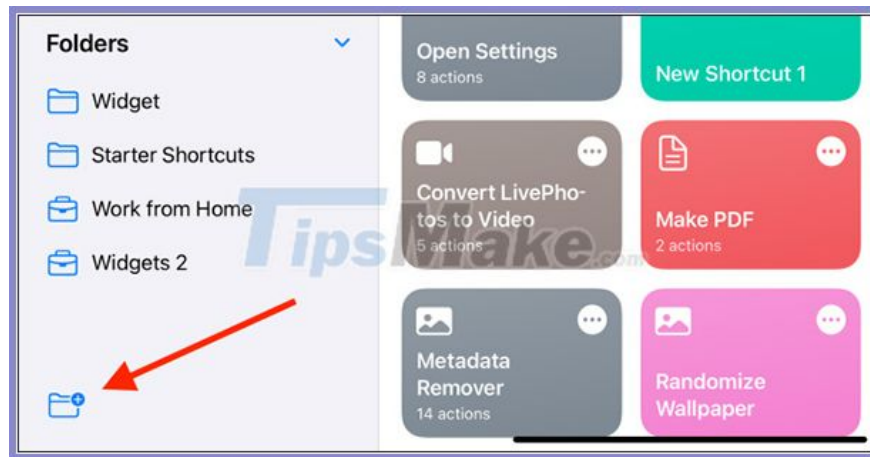 Folders
Widget
Starter Shortcuts
Work from Home
Widgets 2
Open Settings
8 actions
New Shortcut 1
Convert LivePho-
tos to Video
5 actions
Make PDF
2 actions
Metadata
Remover
14 actions
Randomize
Wallpaper
TipsMake.com